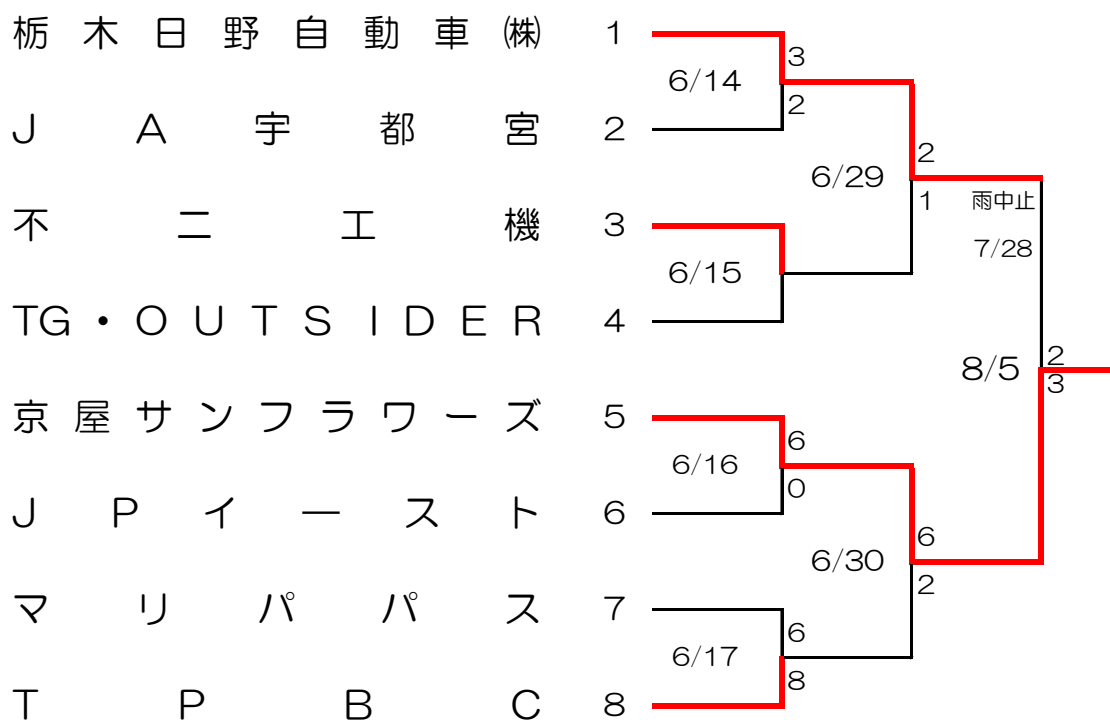 栃木日野自動車㈱ 1
3
6/14
2
JA宇都宮 2
2
6/29
1 雨中止
不二工機 3
7/28
6/15
TG・OUTSIDER 4
2
8/5
3
京屋サンフラワーズ 5
6
6/16
0
JPイースト 6
6
6/30
2
マリパパス 7
6
6/17
8
TPBC 8